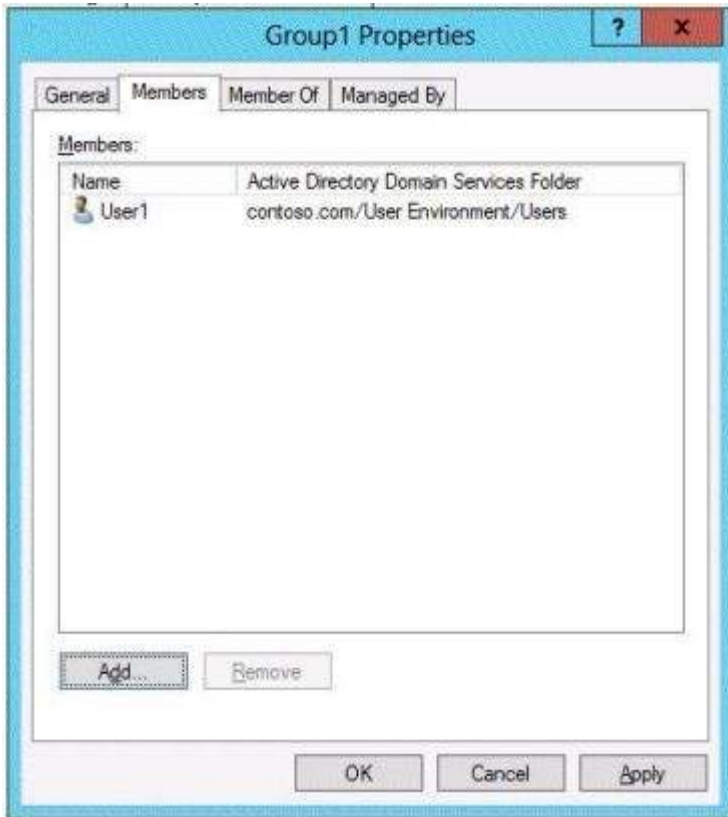 Group1 Properties ? x
General Members Member Of Managed By
Members:
Name Active Directory Domain Services Folder
User1 contoso.com/User Environment/Users
Add... Remove
OK Cancel Apply